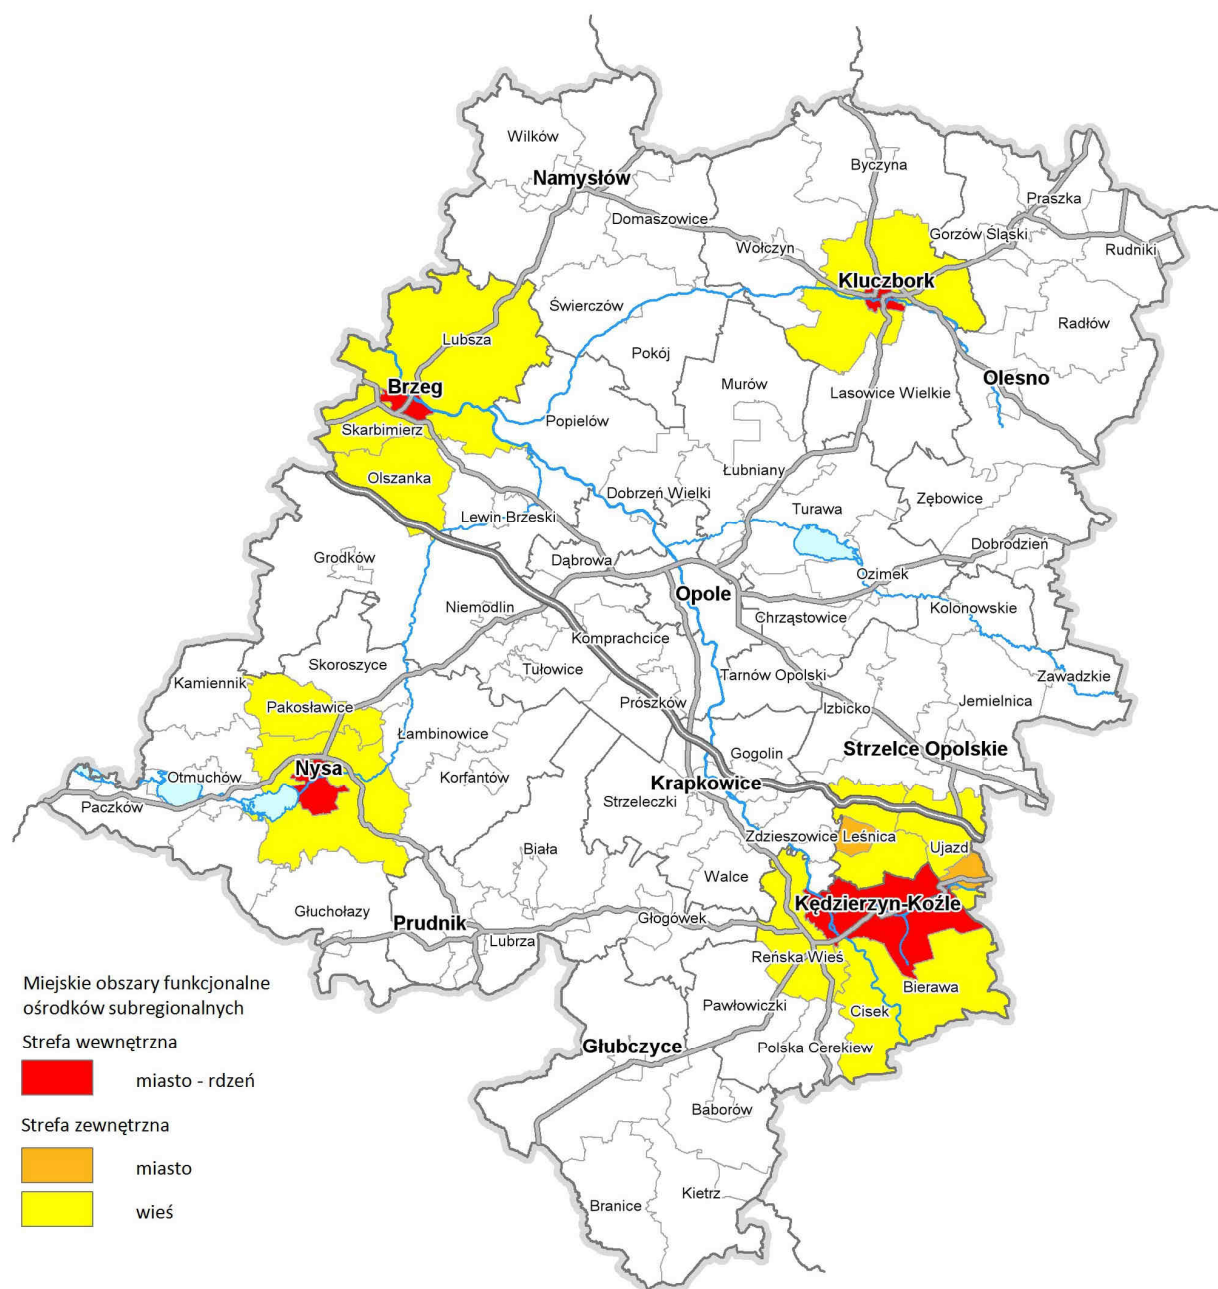 Wilków
Namysłów
Byczyna
Praszka
Domaszowice
Gorzów Śląski
Wołczyn
Rudniki
Kluczbork
Świerczów
Radłów
Lubsza
Pokój
Olesno
Brzeg
Murów
Lasowice Wielkie
Popielów
Skarbimierz
Olszanka
Łubniany
Dobrzeń Wielki
Zębowice
Turawa
Lewin Brzeski
Dobrodzień
Grodków
Dąbrowa
Ozimek
Opole
Niemodlin
Kolonowskie
Chrząstowice
Komprachcice
Skoroszyce
Tułowice
Tarnów Opolski
Zawadzkie
Kamiennik
Jemielnica
Pakosławice
Prószków
Izbicko
Łambinowice
Gogolin
Strzelce Opolskie
Nysa
Otmuchów
Korfantów
Krapkowice
Paczków
Strzeleczki
Zdzieszowice
Leśnica
Ujazd
Biała
Walce
Kędzierzyn-Koźle
Głuchołazy
Prudnik
Głogówek
Lubrza
Reńska Wieś
Bierawa
Pawłowiczki
Cisek
Głubczyce
Polska Cerekiew
Baborów
Kietrz
Branice
Miejskie obszary funkcjonalne
ośrodków subregionalnych
Strefa wewnętrzna
miasto - rdzeń
Strefa zewnętrzna
miasto
wieś